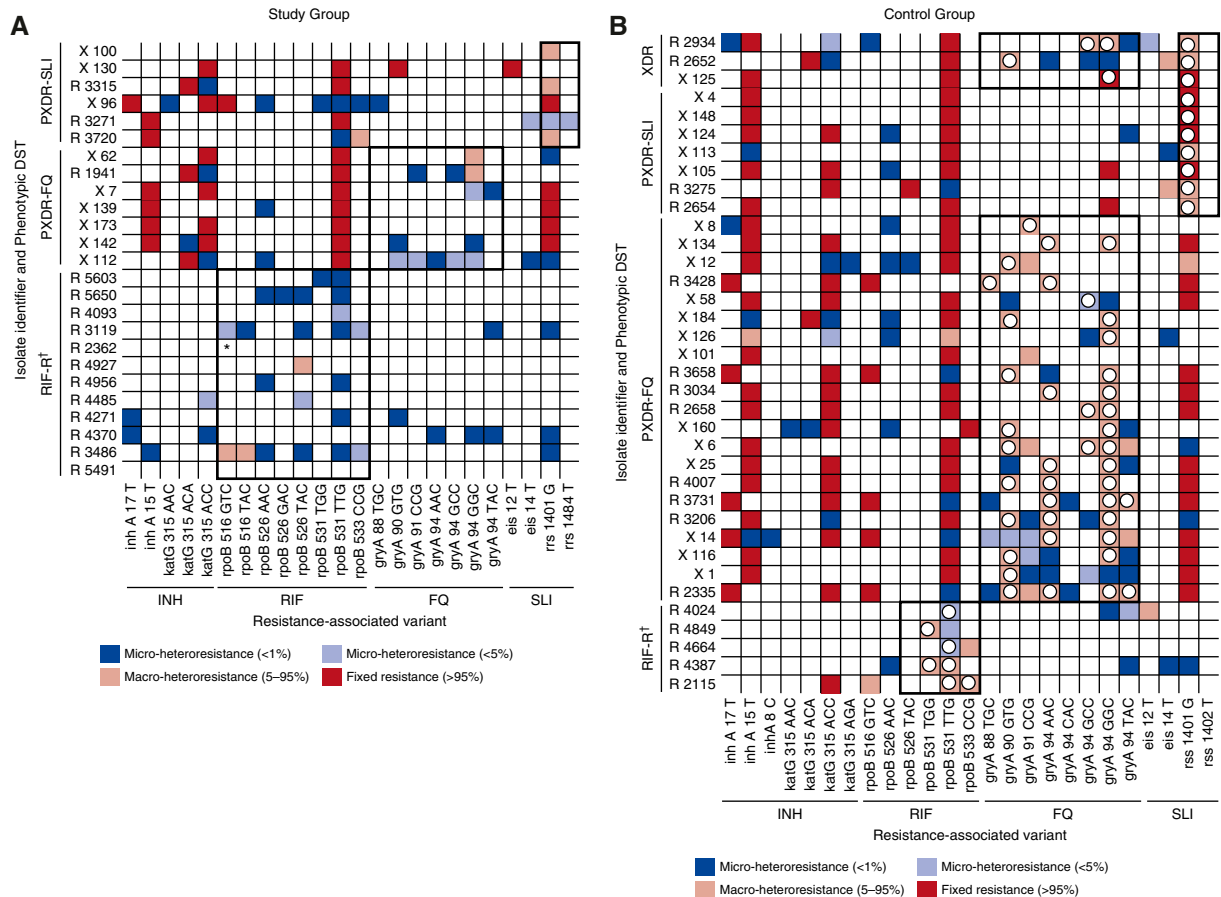 A
Study Group
Isolate identifier and Phenotypic DST
PXDR-SLI
X 100
X 130
R 3315
X 96
R 3271
R 3720
PXDR-FQ
X 62
R 1941
X 7
X 139
X 173
X 142
X 112
RIF-R†
R 5603
R 5650
R 4093
R 3119
R 2362
*
R 4927
R 4956
R 4485
R 4271
R 4370
R 3486
R 5491
inh A 17 T
inh A 15 T
katG 315 AAC
katG 315 ACA
katG 315 ACC
rpoB 516 GTC
rpoB 516 TAC
rpoB 526 AAC
rpoB 526 GAC
rpoB 526 TAC
rpoB 531 TGG
rpoB 531 TTG
rpoB 533 CCG
gryA 88 TGC
gryA 90 GTG
gryA 91 CCG
gryA 94 AAC
gryA 94 GCC
gryA 94 GGC
gryA 94 TAC
eis 12 T
eis 14 T
rrs 1401 G
rrs 1484 T
INH
RIF
FQ
SLI
Resistance-associated variant
Micro-heteroresistance (<1%)
Micro-heteroresistance (<5%)
Macro-heteroresistance (5–95%)
Fixed resistance (>95%)
B
Control Group
Isolate identifier and Phenotypic DST
XDR
R 2934
R 2652
X 125
PXDR-SLI
X 4
X 148
X 124
X 113
X 105
R 3275
R 2654
PXDR-FQ
X 8
X 134
X 12
R 3428
X 58
X 184
X 126
X 101
R 3658
R 3034
R 2658
X 160
X 6
X 25
R 4007
R 3731
R 3206
X 14
X 116
X 1
R 2335
RIF-R†
R 4024
R 4849
R 4664
R 4387
R 2115
inh A 17 T
inh A 15 T
inhA 8 C
katG 315 AAC
katG 315 ACA
katG 315 ACC
katG 315 AGA
rpoB 516 GTC
rpoB 526 AAC
rpoB 526 TAC
rpoB 531 TGG
rpoB 531 TTG
rpoB 533 CCG
gryA 88 TGC
gryA 90 GTG
gryA 91 CCG
gryA 94 AAC
gryA 94 CAC
gryA 94 GCC
gryA 94 GGC
gryA 94 TAC
eis 12 T
eis 14 T
rss 1401 G
rss 1402 T
INH
RIF
FQ
SLI
Resistance-associated variant
Micro-heteroresistance (<1%)
Micro-heteroresistance (<5%)
Macro-heteroresistance (5–95%)
Fixed resistance (>95%)